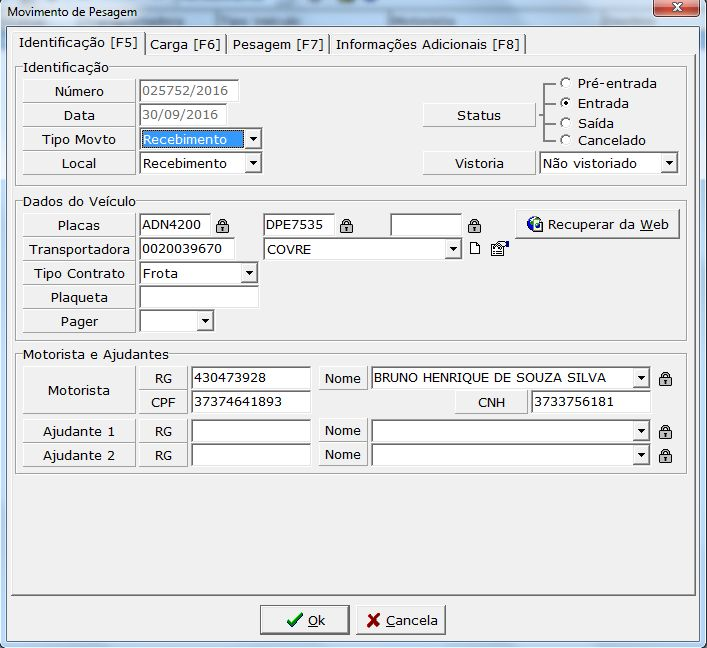 Movimento de Pesagem
Identificação [F5] Carga [F6] Pesagem [F7] Informações Adicionais [F8]
Identificação
Número 025752/2016 Pré-entrada
Data 30/09/2016 Status Entrada
Tipo Movto Recebimento Saída
Cancelado
Local Recebimento Vistoria Não vistoriado
Dados do Veículo
Placas ADN4200 DPE7535 Recuperar da Web
Transportadora 0020039670 COVRE
Tipo Contrato Frota
Plaqueta
Pager
Motorista e Ajudantes
Motorista RG 430473928 Nome BRUNO HENRIQUE DE SOUZA SILVA
CPF 37374641893 CNH 3733756181
Ajudante 1 RG Nome
Ajudante 2 RG Nome
Ok Cancela